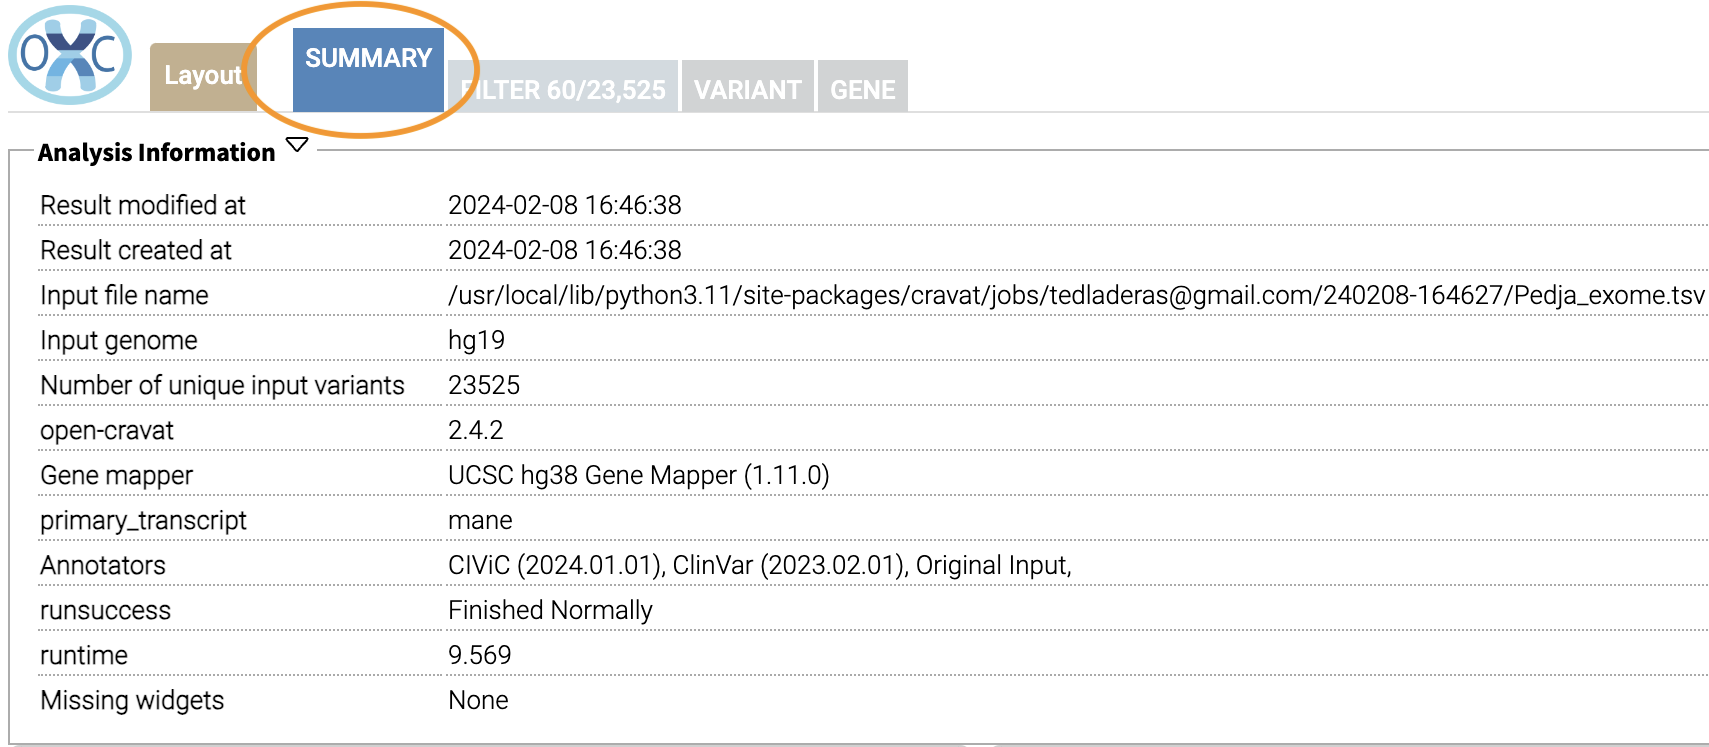 OXC
Layout
SUMMARY
FILTER 60/23,525
VARIANT
GENE
Analysis Information
Result modified at 2024-02-08 16:46:38
Result created at 2024-02-08 16:46:38
Input file name /usr/local/lib/python3.11/site-packages/cravat/jobs/tedladeras@gmail.com/240208-164627/Pedja_exome.tsv
Input genome hg19
Number of unique input variants 23525
open-cravat 2.4.2
Gene mapper UCSC hg38 Gene Mapper (1.11.0)
primary_transcript mane
Annotators CIViC (2024.01.01), ClinVar (2023.02.01), Original Input,
runsuccess Finished Normally
runtime 9.569
Missing widgets None